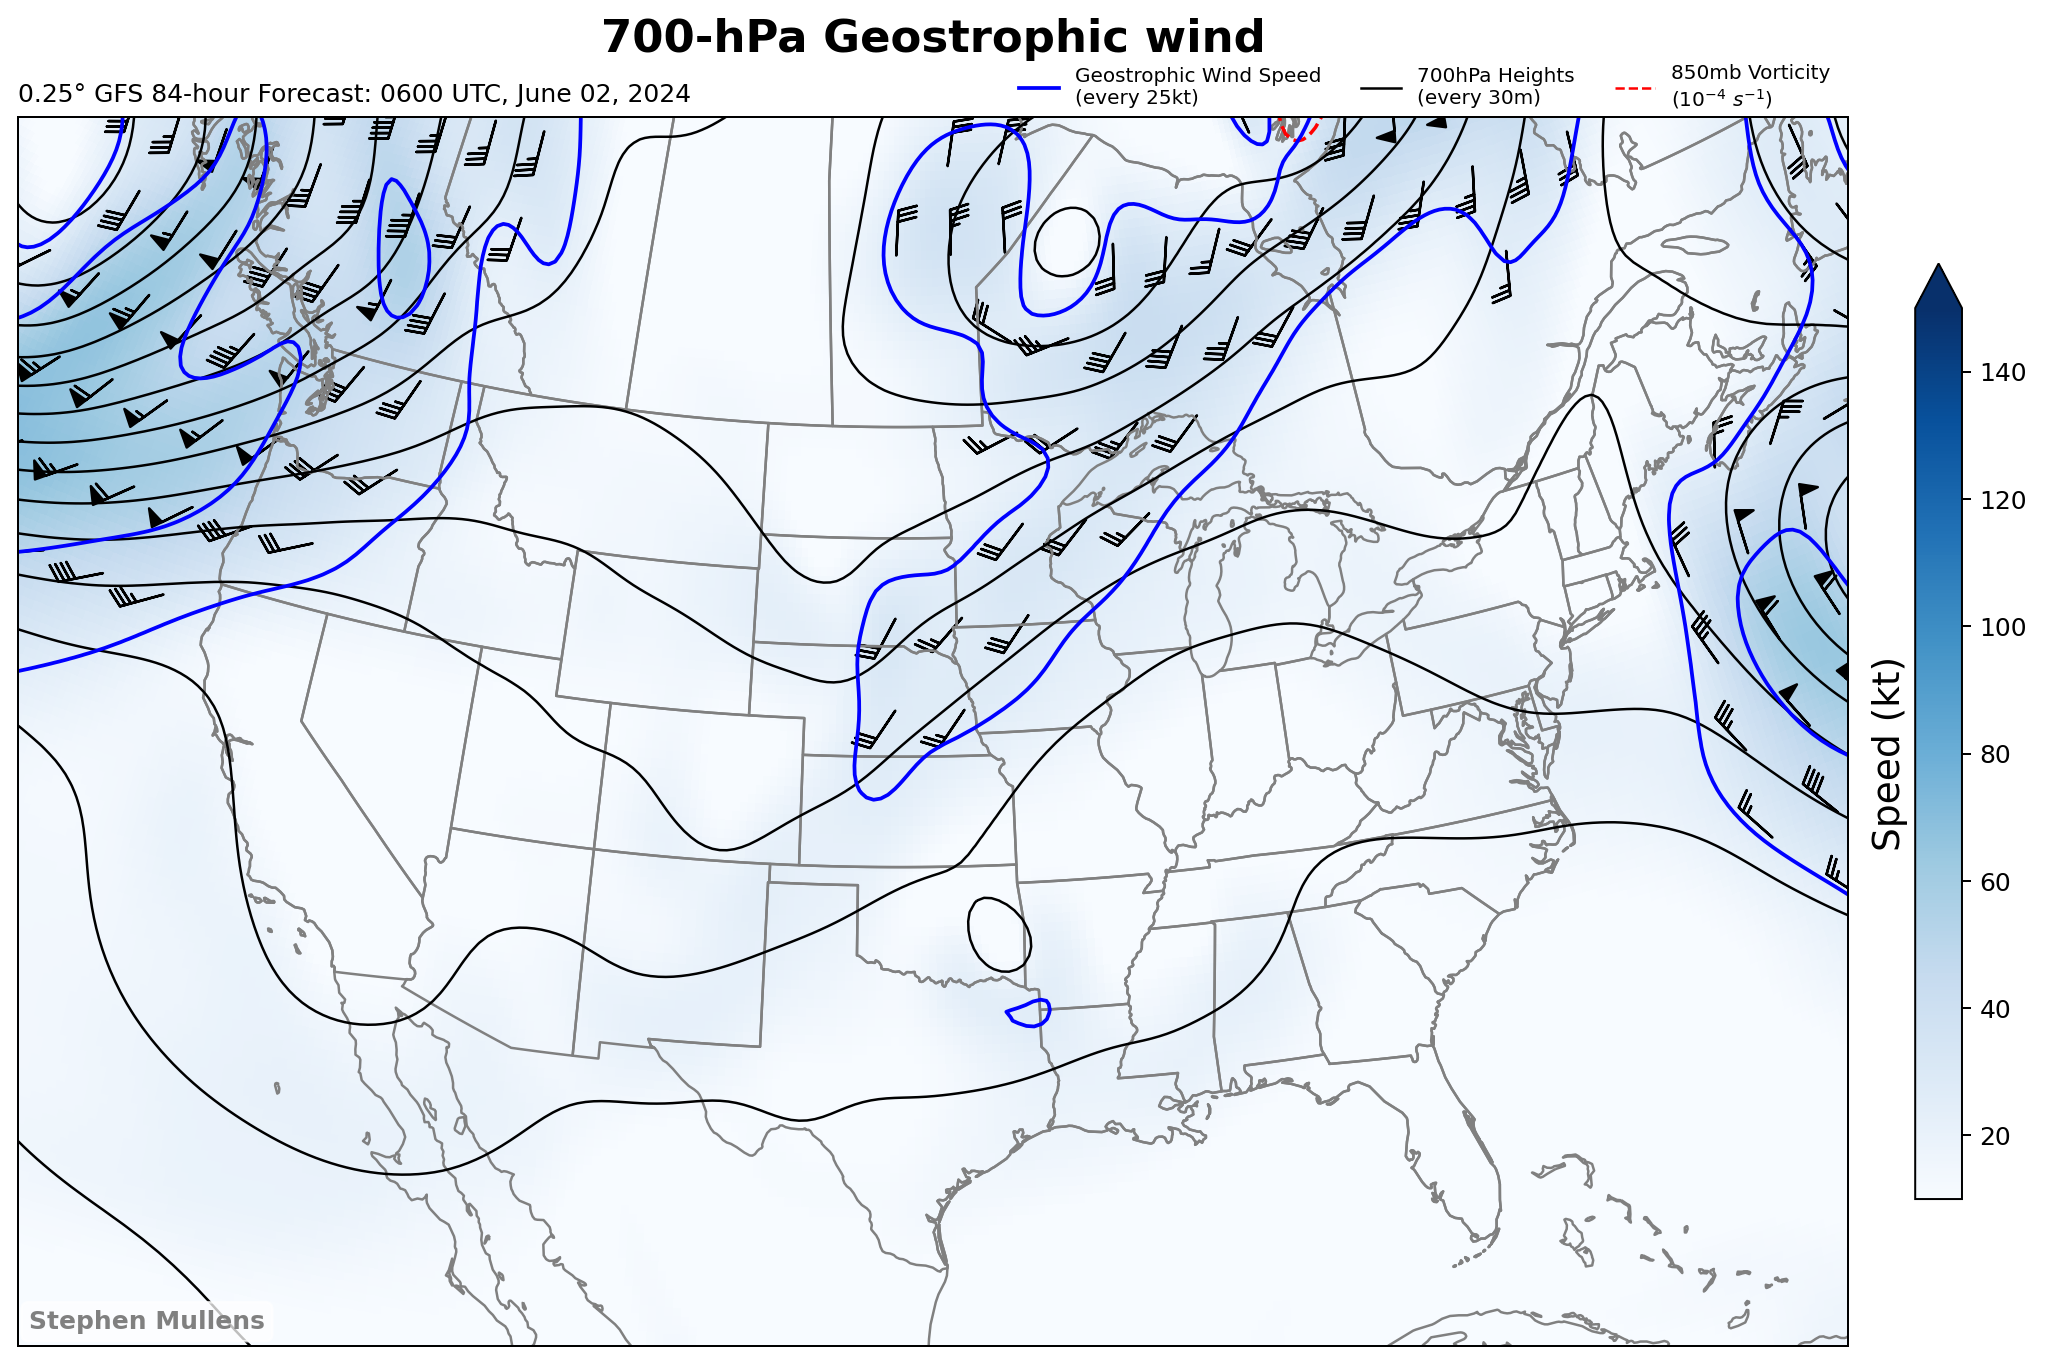 700-hPa Geostrophic wind
0.25° GFS 84-hour Forecast: 0600 UTC, June 02, 2024
Geostrophic Wind Speed
(every 25kt)
700hPa Heights
(every 30m)
850mb Vorticity
(10⁻⁴ s⁻¹)
140
120
100
80
60
40
20
Speed (kt)
Stephen Mullens